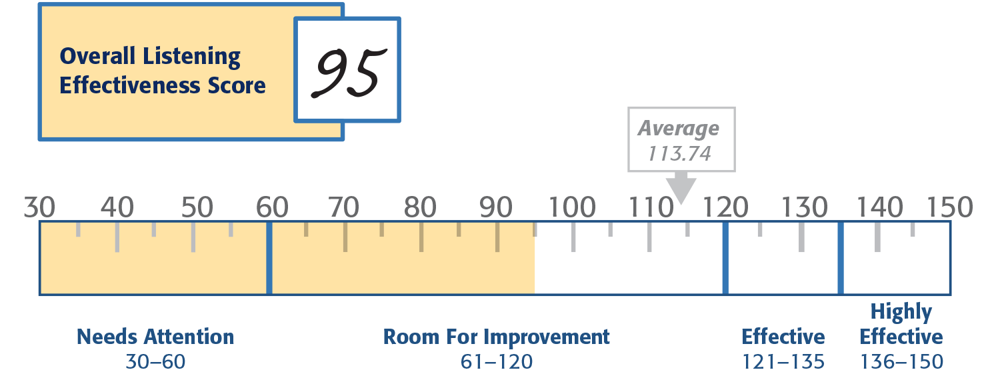 Overall Listening
Effectiveness Score
95
Average
113.74
30 40 50 60 70 80 90 100 110 120 130 140 150
Needs Attention
30–60
Room For Improvement
61–120
Effective
121–135
Highly
Effective
136–150